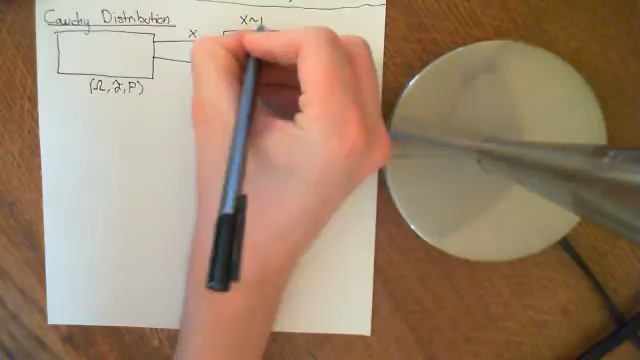 Cauchy Distribution
X
X~
(Ω, ℱ, P)